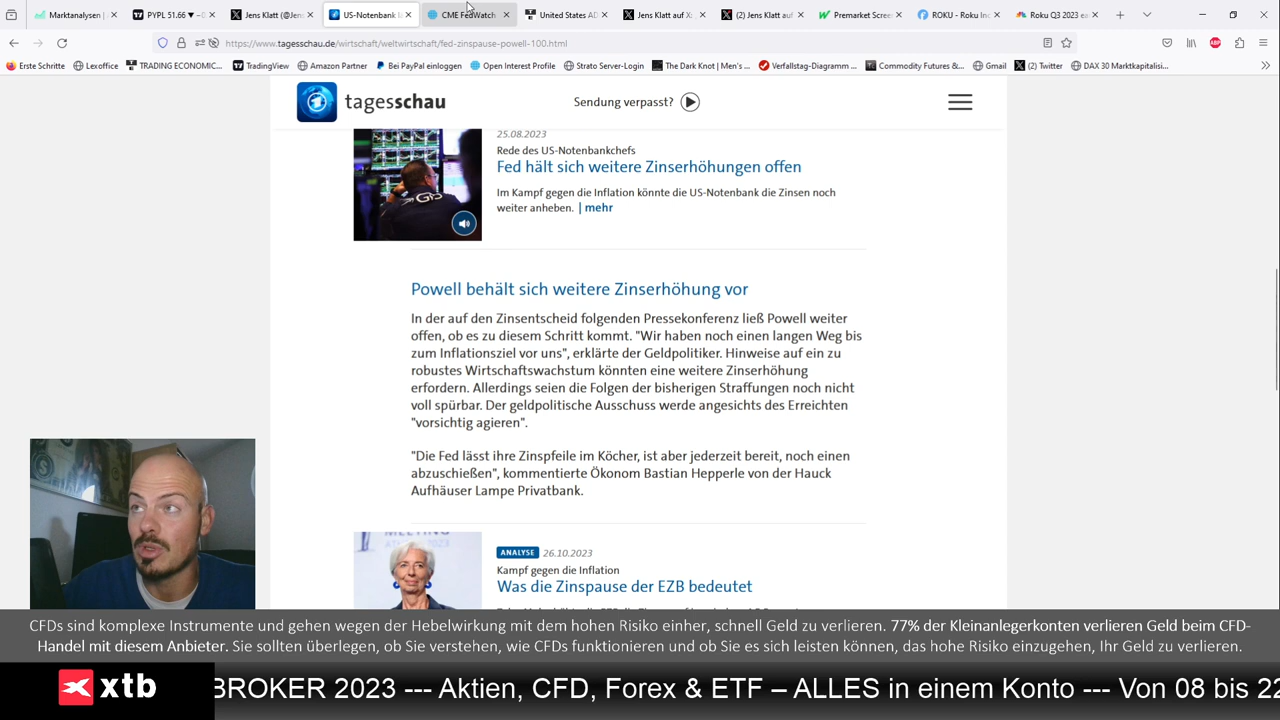 Marktanalysen |
PYPL 51.66
Jens Klatt (@Jens
US-Notenbank lä
CME FedWatch
United States AD
Jens Klatt auf X:
(2) Jens Klatt auf
Premarket Screen
ROKU - Roku Inc
Roku Q3 2023 ea
https://www.tagesschau.de/wirtschaft/weltwirtschaft/fed-zinspause-powell-100.html
Erste Schritte
Lexoffice
TRADING ECONOMIC...
TradingView
Amazon Partner
Bei PayPal einloggen
Open Interest Profile
Strato Server-Login
The Dark Knot | Men's ...
Verfallstag-Diagramm ...
Commodity Futures &...
Gmail
(2) Twitter
DAX 30 Marktkapitalisi...
tagesschau
Sendung verpasst?
25.08.2023
Rede des US-Notenbankchefs
Fed hält sich weitere Zinserhöhungen offen
Im Kampf gegen die Inflation könnte die US-Notenbank die Zinsen noch
weiter anheben. | mehr
Powell behält sich weitere Zinserhöhung vor
In der auf den Zinsentscheid folgenden Pressekonferenz ließ Powell weiter
offen, ob es zu diesem Schritt kommt. "Wir haben noch einen langen Weg bis
zum Inflationsziel vor uns", erklärte der Geldpolitiker. Hinweise auf ein zu
robustes Wirtschaftswachstum könnten eine weitere Zinserhöhung
erfordern. Allerdings seien die Folgen der bisherigen Straffungen noch nicht
voll spürbar. Der geldpolitische Ausschuss werde angesichts des Erreichten
"vorsichtig agieren".
"Die Fed lässt ihre Zinspfeile im Köcher, ist aber jederzeit bereit, noch einen
abzuschießen", kommentierte Ökonom Bastian Hepperle von der Hauck
Aufhäuser Lampe Privatbank.
MEETING
ANALYSE 26.10.2023
Kampf gegen die Inflation
Was die Zinspause der EZB bedeutet
CFDs sind komplexe Instrumente und gehen wegen der Hebelwirkung mit dem hohen Risiko einher, schnell Geld zu verlieren. 77% der Kleinanlegerkonten verlieren Geld beim CFD-
Handel mit diesem Anbieter. Sie sollten überlegen, ob Sie verstehen, wie CFDs funktionieren und ob Sie es sich leisten können, das hohe Risiko einzugehen, Ihr Geld zu verlieren.
xtb
BROKER 2023 --- Aktien, CFD, Forex & ETF – ALLES in einem Konto --- Von 08 bis 22